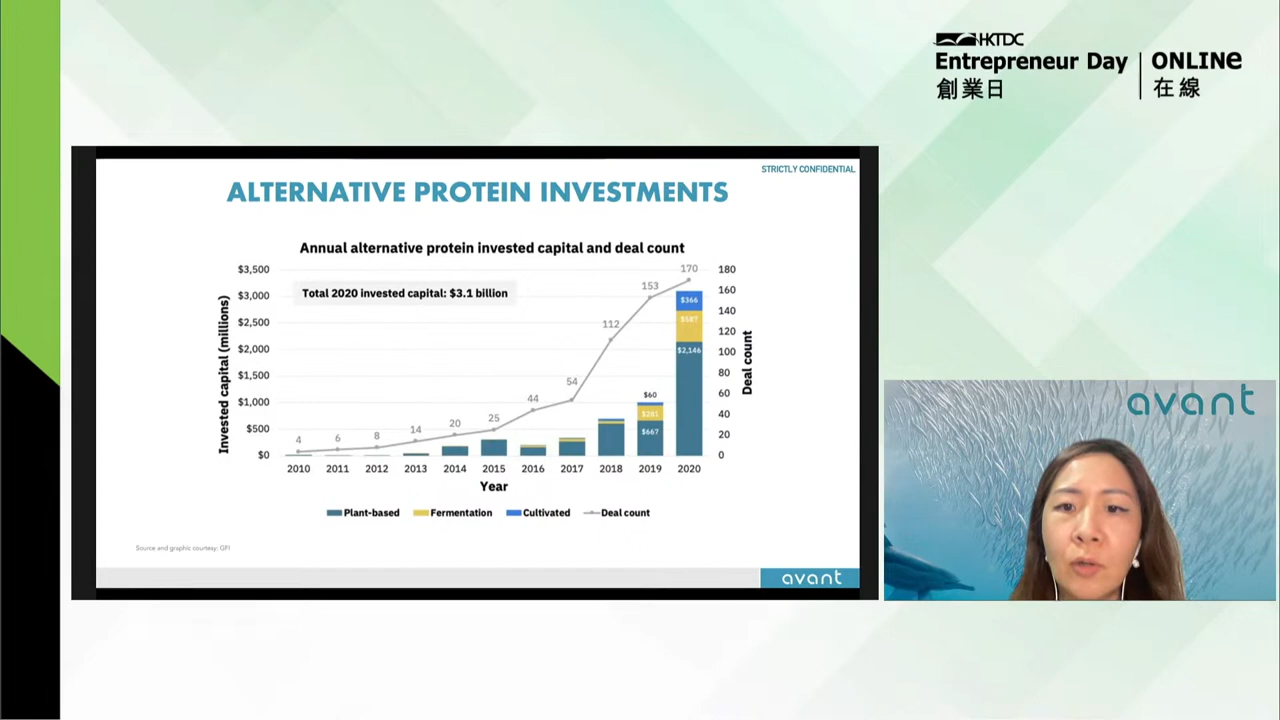 HKTDC
Entrepreneur Day
創業日
ONLINe
在線
STRICTLY CONFIDENTIAL
ALTERNATIVE PROTEIN INVESTMENTS
Annual alternative protein invested capital and deal count
Total 2020 invested capital: $3.1 billion
Invested capital (millions)
$3,500
$3,000
$2,500
$2,000
$1,500
$1,000
$500
$0
4
6
8
14
20
25
44
54
112
153
170
$60
$281
$667
$366
$587
$2,146
180
160
140
120
100
80
60
40
20
0
Deal count
2010 2011 2012 2013 2014 2015 2016 2017 2018 2019 2020
Year
Plant-based Fermentation Cultivated Deal count
Source and graphic courtesy: GFI
avant
avant